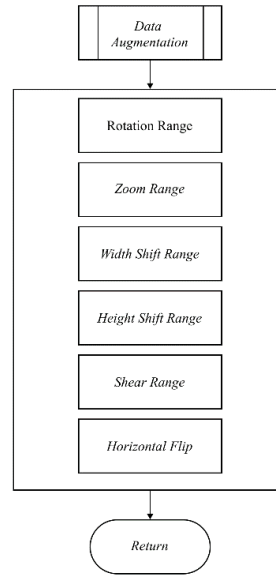 Data
Augmentation
Rotation Range
Zoom Range
Width Shift Range
Height Shift Range
Shear Range
Horizontal Flip
Return